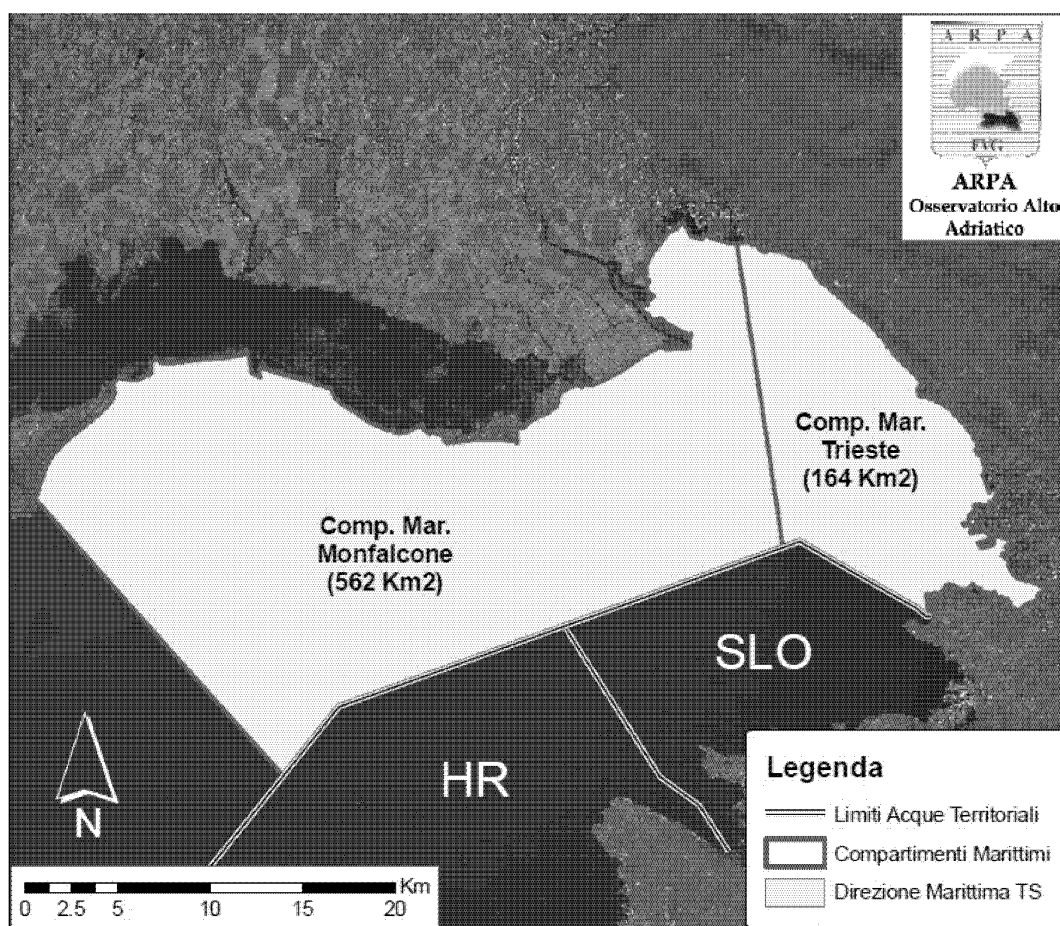 A R P A
FVG
ARPA
Osservatorio Alto
Adriatico
Comp. Mar.
Trieste
(164 Km2)
Comp. Mar.
Monfalcone
(562 Km2)
SLO
HR
N
Km
0 2.5 5 10 15 20
Legenda
Limiti Acque Territoriali
Compartimenti Marittimi
Direzione Marittima TS